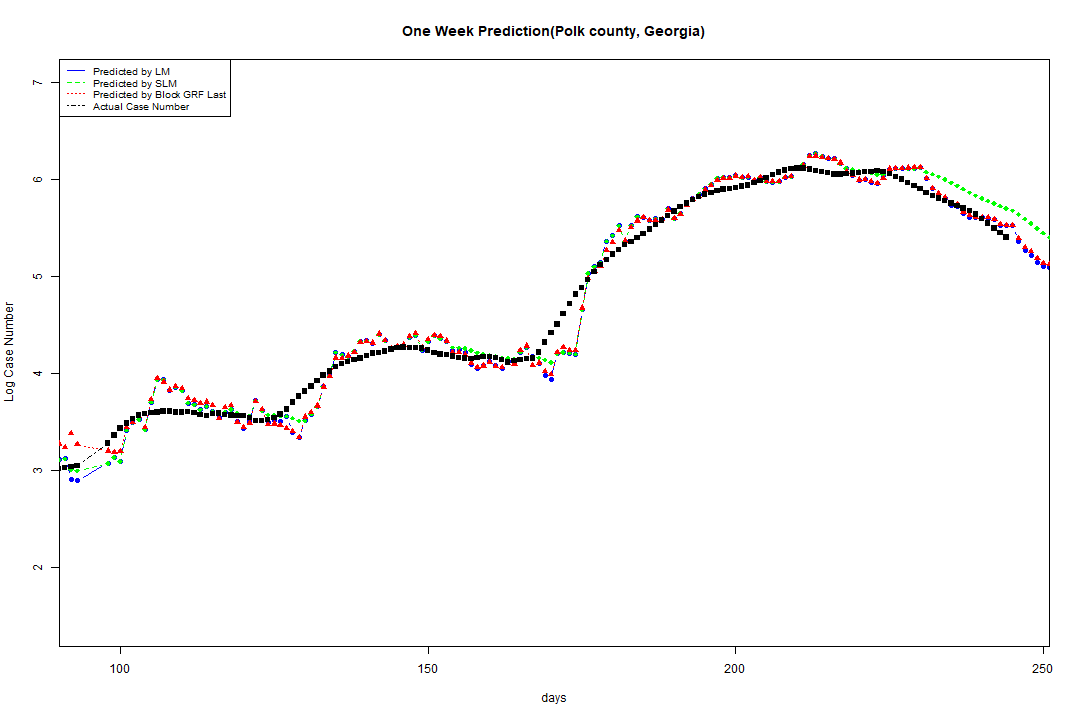 One Week Prediction(Polk county, Georgia)
Predicted by LM
Predicted by SLM
Predicted by Block GRF Last
Actual Case Number
7
6
5
4
3
2
Log Case Number
100 150 200 250
days